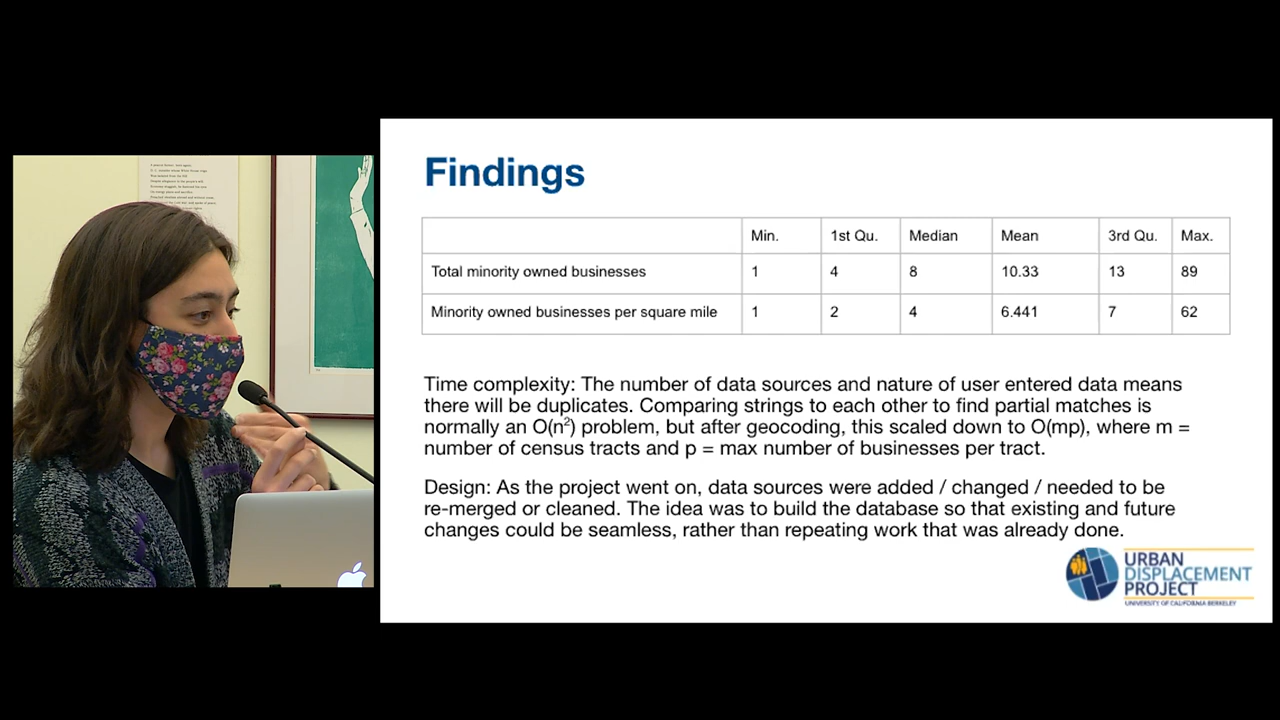 Findings
Min. 1st Qu. Median Mean 3rd Qu. Max.
Total minority owned businesses 1 4 8 10.33 13 89
Minority owned businesses per square mile 1 2 4 6.441 7 62
Time complexity: The number of data sources and nature of user entered data means
there will be duplicates. Comparing strings to each other to find partial matches is
normally an O(n²) problem, but after geocoding, this scaled down to O(mp), where m =
number of census tracts and p = max number of businesses per tract.
Design: As the project went on, data sources were added / changed / needed to be
re-merged or cleaned. The idea was to build the database so that existing and future
changes could be seamless, rather than repeating work that was already done.
URBAN
DISPLACEMENT
PROJECT
UNIVERSITY OF CALIFORNIA BERKELEY